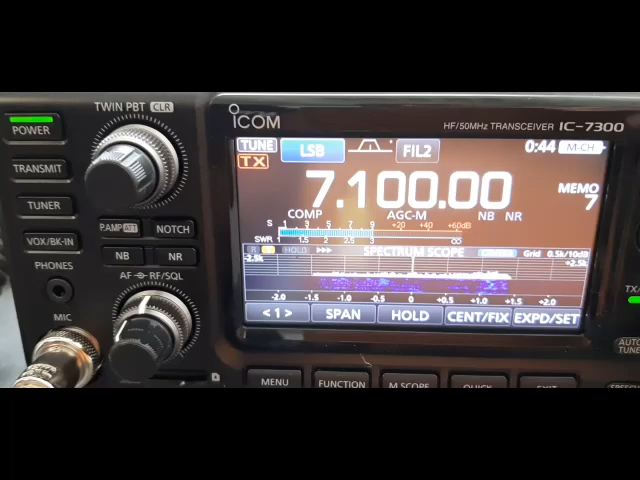 TWIN PBT CLR
POWER
TRANSMIT
TUNER
VOX/BK-IN
P.AMP ATT
NOTCH
NB
NR
PHONES
AF RF/SQL
MIC
ICOM
HF/50MHz TRANSCEIVER IC-7300
TUNE
LSB
FIL2
0:44 M-CH
TX
7.100.00
MEMO
7
COMP AGC-M NB NR
S 1 3 5 7 9 +20 +40 +60dB
SWR 1 1.5 2 2.5 3 ∞
HOLD SPECTRUM SCOPE CENTER Grid 0.5k/10dB
-2.5k +2.5k
-2.0 -1.5 -1.0 -0.5 0 +0.5 +1.0 +1.5 +2.0
<1> SPAN HOLD CENT/FIX EXPD/SET
TX/
AUTO
TUNE
MENU FUNCTION M.SCOPE QUICK EXIT